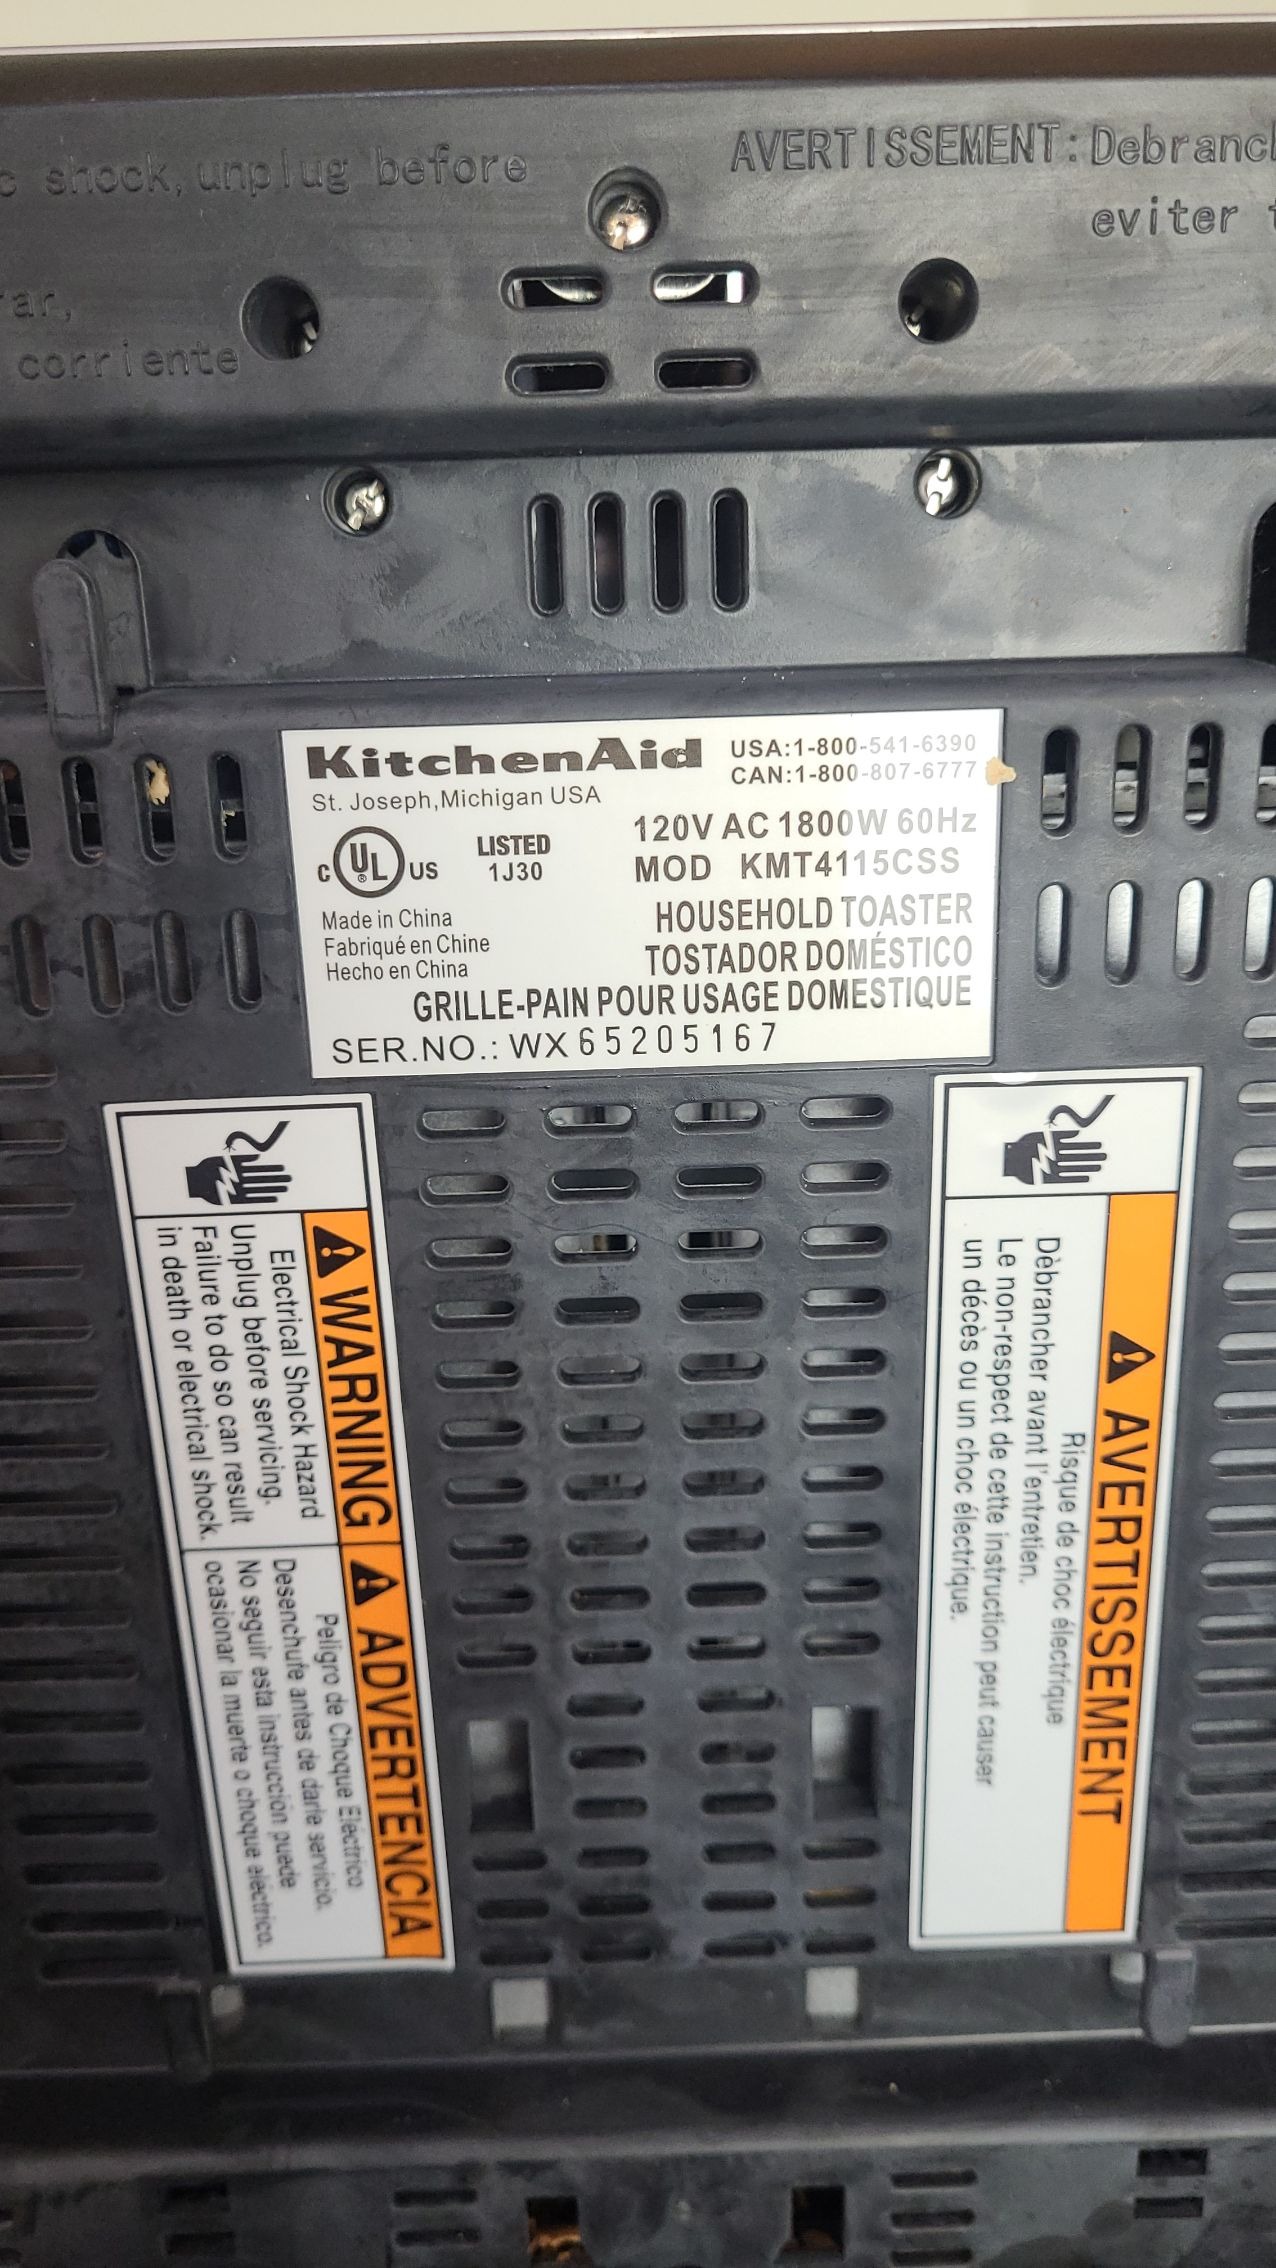 c shock, unplug before
AVERTISSEMENT: Debranch
eviter
rar,
corriente
KitchenAid
St. Joseph, Michigan USA
USA:1-800-541-6390
CAN:1-800-807-6777
120V AC 1800W 60Hz
MOD KMT4115CSS
C UL® US
LISTED
1J30
Made in China
Fabriqué en Chine
Hecho en China
HOUSEHOLD TOASTER
TOSTADOR DOMÉSTICO
GRILLE-PAIN POUR USAGE DOMESTIQUE
SER.NO.: WX65205167
WARNING
Electrical Shock Hazard
Unplug before servicing.
Failure to do so can result
in death or electrical shock.
ADVERTENCIA
Peligro de Choque Eléctrico
Desenchufe antes de darle servicio.
No seguir esta instrucción puede
ocasionar la muerte o choque eléctrico.
AVERTISSEMENT
Risque de choc électrique
Dèbrancher avant l'entretien.
Le non-respect de cette instruction peut causer
un décès ou un choc électrique.